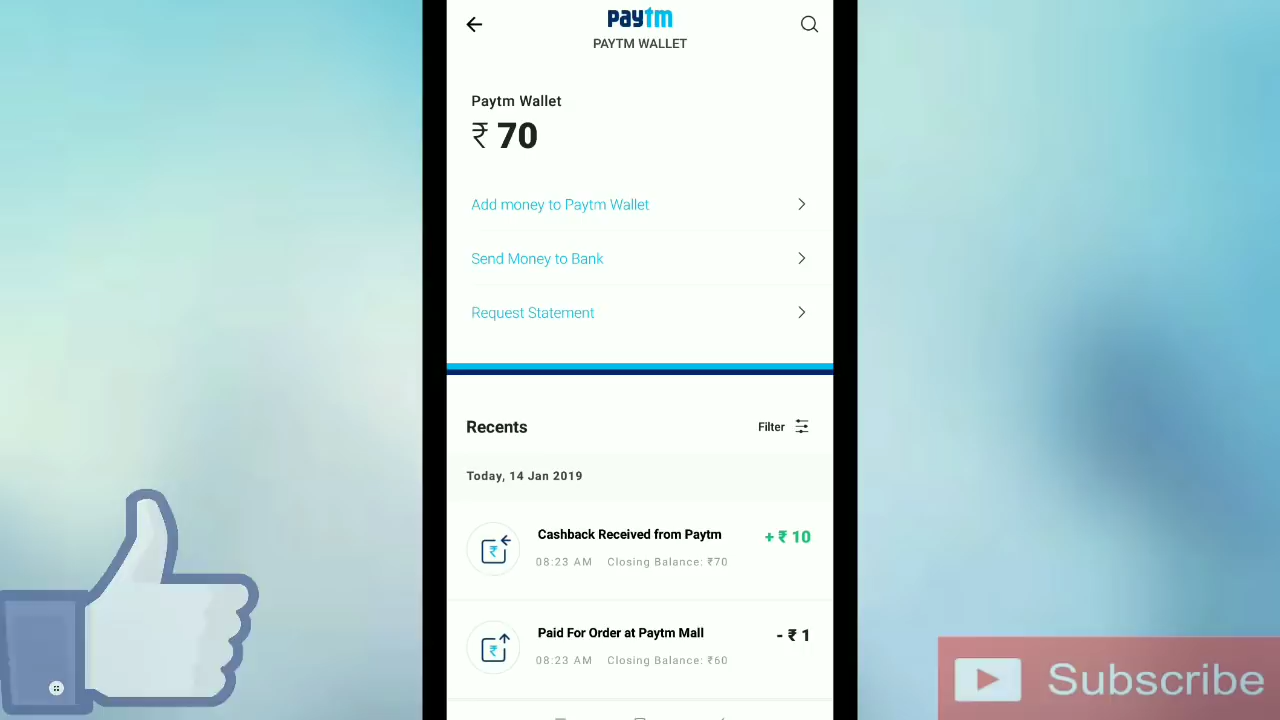 paytm
PAYTM WALLET
Paytm Wallet
₹ 70
Add money to Paytm Wallet
Send Money to Bank
Request Statement
Recents
Filter
Today, 14 Jan 2019
Cashback Received from Paytm
+ ₹ 10
08:23 AM Closing Balance: ₹70
Paid For Order at Paytm Mall
- ₹ 1
08:23 AM Closing Balance: ₹60
Subscribe